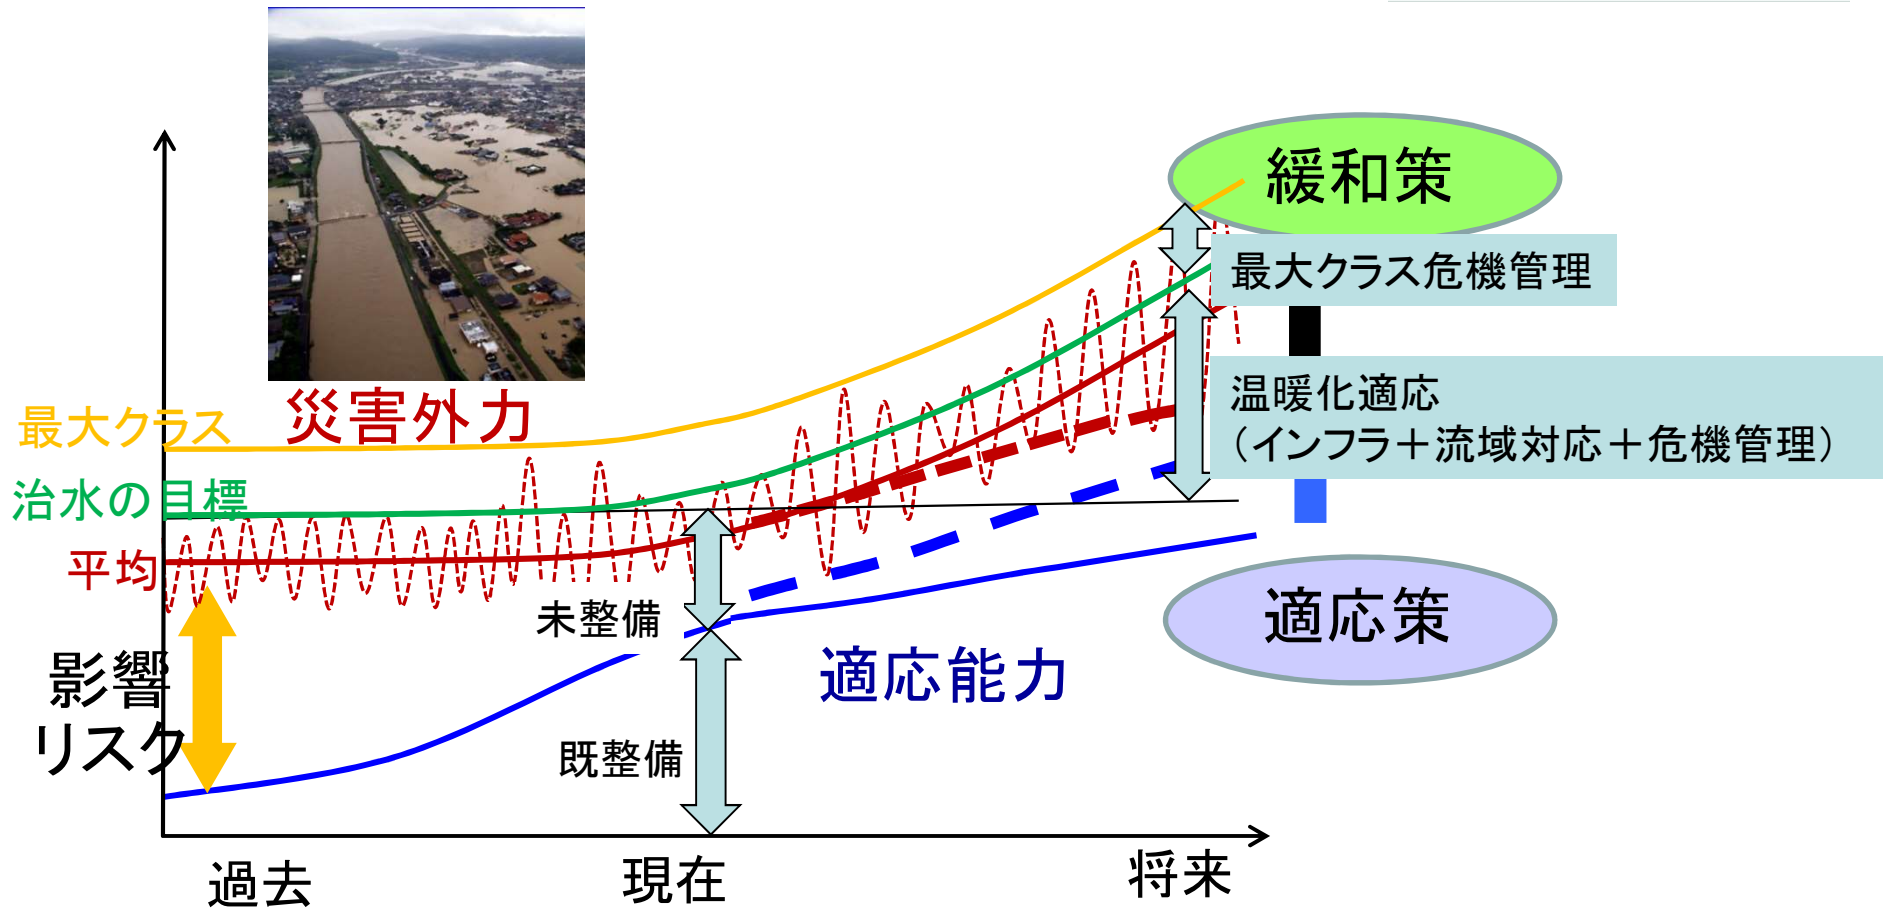 緩和策
最大クラス危機管理
災害外力
最大クラス
温暖化適応
（インフラ＋流域対応＋危機管理）
治水の目標
平均
未整備
適応策
影響
リスク
適応能力
既整備
過去
現在
将来